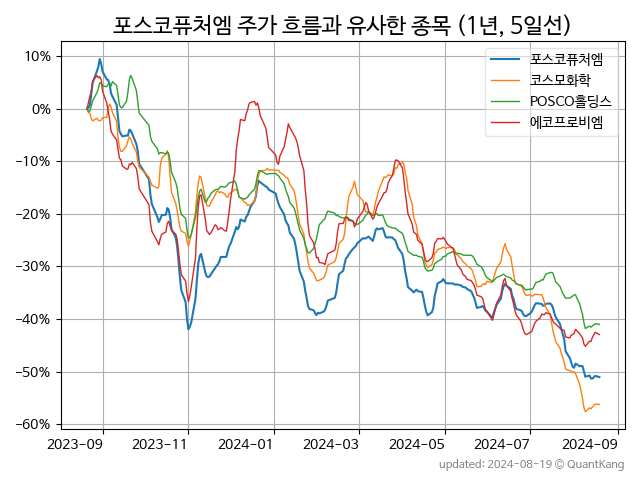 포스코퓨처엠 주가 흐름과 유사한 종목 (1년, 5일선)
포스코퓨처엠
코스모화학
POSCO홀딩스
에코프로비엠
10%
0%
−10%
−20%
−30%
−40%
−50%
−60%
2023-09
2023-11
2024-01
2024-03
2024-05
2024-07
2024-09
updated: 2024-08-19 © QuantKang